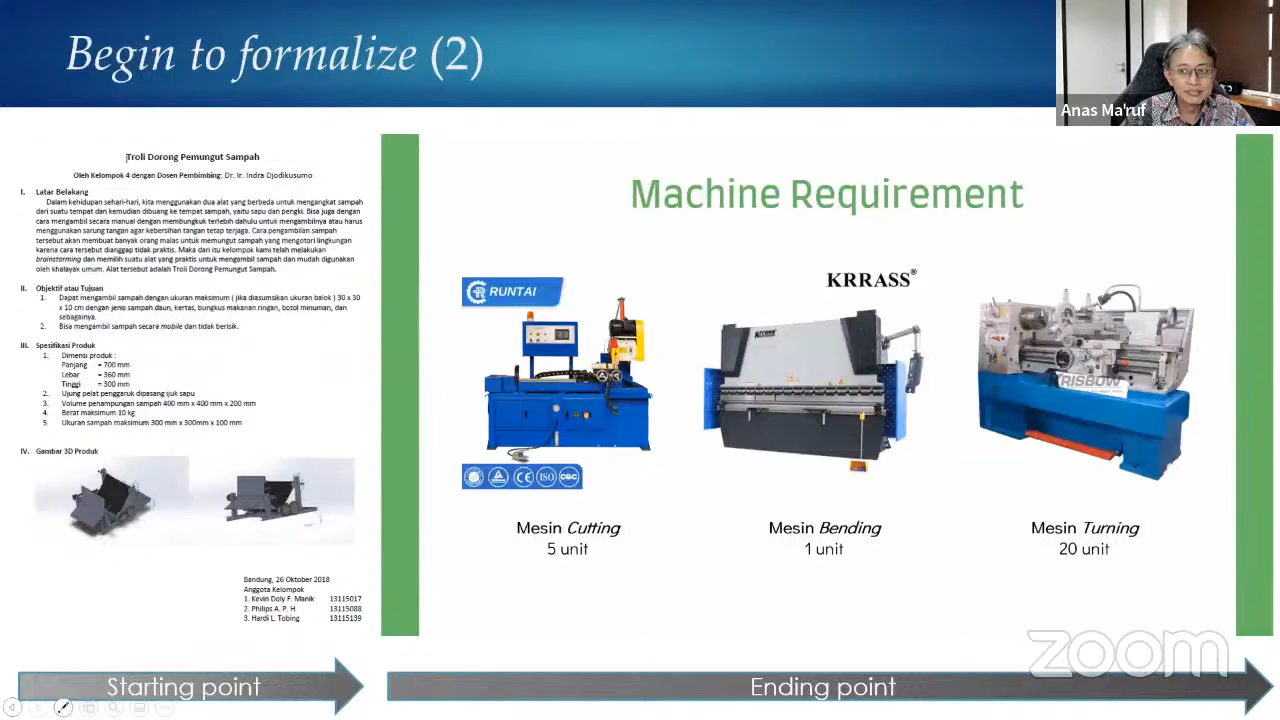 Begin to formalize (2)
Anas Ma'ruf
Troli Dorong Pemungut Sampah
Oleh Kelompok 4 dengan Dosen Pembimbing: Dr. Ir. Indra Djodikusumo
I. Latar Belakang
Dalam kehidupan sehari-hari, kita menggunakan dua alat yang berbeda untuk mengangkat sampah
dari suatu tempat dan kemudian dibuang ke tempat sampah, yaitu sapu dan pengki. Bisa juga dengan
cara mengambil secara manual dengan membungkuk terlebih dahulu untuk mengambilnya atau harus
menggunakan sarung tangan agar kebersihan tangan tetap terjaga. Cara pengambilan sampah
tersebut akan membuat banyak orang malas untuk memungut sampah yang mengotori lingkungan
karena cara tersebut dianggap tidak praktis. Maka dari itu kelompok kami telah melakukan
brainstorming dan memilih suatu alat yang praktis untuk mengambil sampah dan mudah digunakan
oleh khalayak umum. Alat tersebut adalah Troli Dorong Pemungut Sampah.
II. Objektif atau Tujuan
1. Dapat mengambil sampah dengan ukuran maksimum ( jika diasumsikan ukuran balok ) 30 x 30
x 10 cm dengan jenis sampah daun, kertas, bungkus makanan ringan, botol minuman, dan
sebagainya.
2. Bisa mengambil sampah secara mobile dan tidak berisik.
III. Spesifikasi Produk
1. Dimensi produk :
Panjang = 700 mm
Lebar = 360 mm
Tinggi = 300 mm
2. Ujung pelat penggaruk dipasang ijuk sapu
3. Volume penampungan sampah 400 mm x 400 mm x 200 mm
4. Berat maksimum 10 kg
5. Ukuran sampah maksimum 300 mm x 300mm x 100 mm
IV. Gambar 3D Produk
Bandung, 26 Oktober 2018
Anggota Kelompok
1. Kevin Doly F. Manik 13115017
2. Philips A. P. H 13115088
3. Hardi L. Tobing 13115139
Machine Requirement
RUNTAI
KRRASS®
KRISBOW
CE ISO CQC
Mesin Cutting
5 unit
Mesin Bending
1 unit
Mesin Turning
20 unit
zoom
Starting point
Ending point